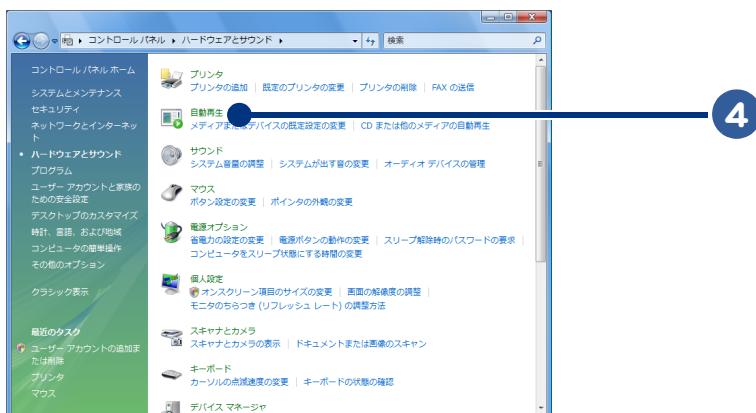 コントロール パネル ▸ ハードウェアとサウンド ▸
検索
コントロール パネル ホーム
システムとメンテナンス
セキュリティ
ネットワークとインターネッ
ト
• ハードウェアとサウンド
プログラム
ユーザー アカウントと家族の
ための安全設定
デスクトップのカスタマイズ
時計、言語、および地域
コンピュータの簡単操作
その他のオプション
クラシック表示
最近のタスク
ユーザー アカウントの追加ま
たは削除
プリンタ
マウス
プリンタ
プリンタの追加 | 既定のプリンタの変更 | プリンタの削除 | FAX の送信
自動再生
メディアまたはデバイスの既定設定の変更 | CD または他のメディアの自動再生
サウンド
システム音量の調整 | システムが出す音の変更 | オーディオ デバイスの管理
マウス
ボタン設定の変更 | ポインタの外観の変更
電源オプション
省電力の設定の変更 | 電源ボタンの動作の変更 | スリープ解除時のパスワードの要求 |
コンピュータをスリープ状態にする時間の変更
個人設定
オンスクリーン項目のサイズの変更 | 画面の解像度の調整 |
モニタのちらつき (リフレッシュ レート) の調整方法
スキャナとカメラ
スキャナとカメラの表示 | ドキュメントまたは画像のスキャン
キーボード
カーソルの点滅速度の変更 | キーボードの状態の確認
デバイス マネージャ
4